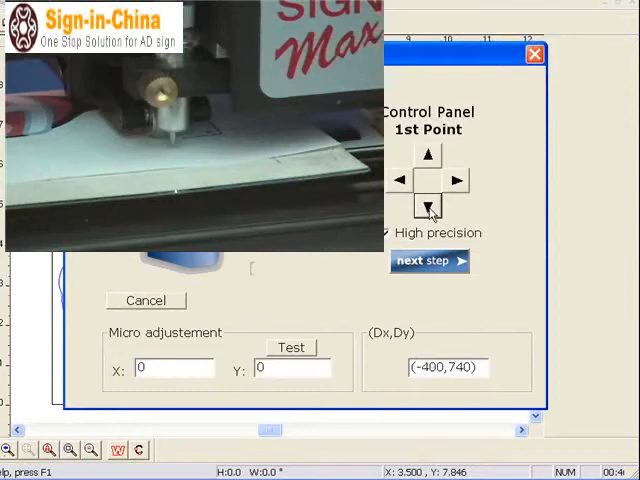 Sign-in-China
One Stop Solution for AD sign
SIGN
Max
10. 11. 12.
Control Panel
1st Point
High precision
next step
Cancel
Micro adjustement
Test
X: 0
Y: 0
(Dx,Dy)
(-400,740)
W
C
elp, press F1
H:0.0
W:0.0 °
X: 3.500 , Y: 7.846
NUM